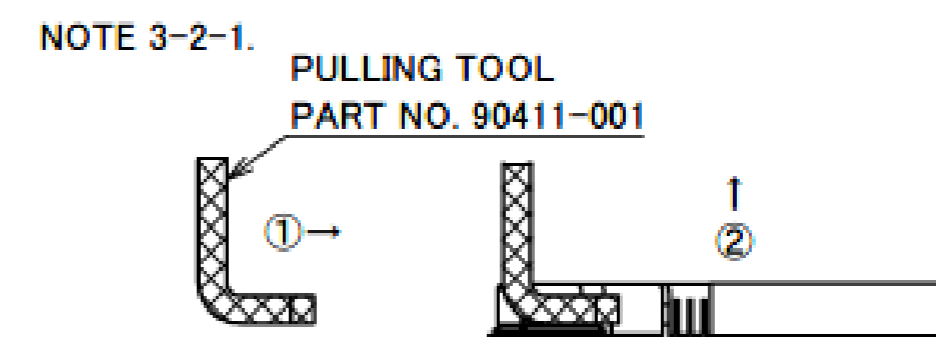 NOTE 3-2-1.
PULLING TOOL
PART NO. 90411-001
①→
↑
②